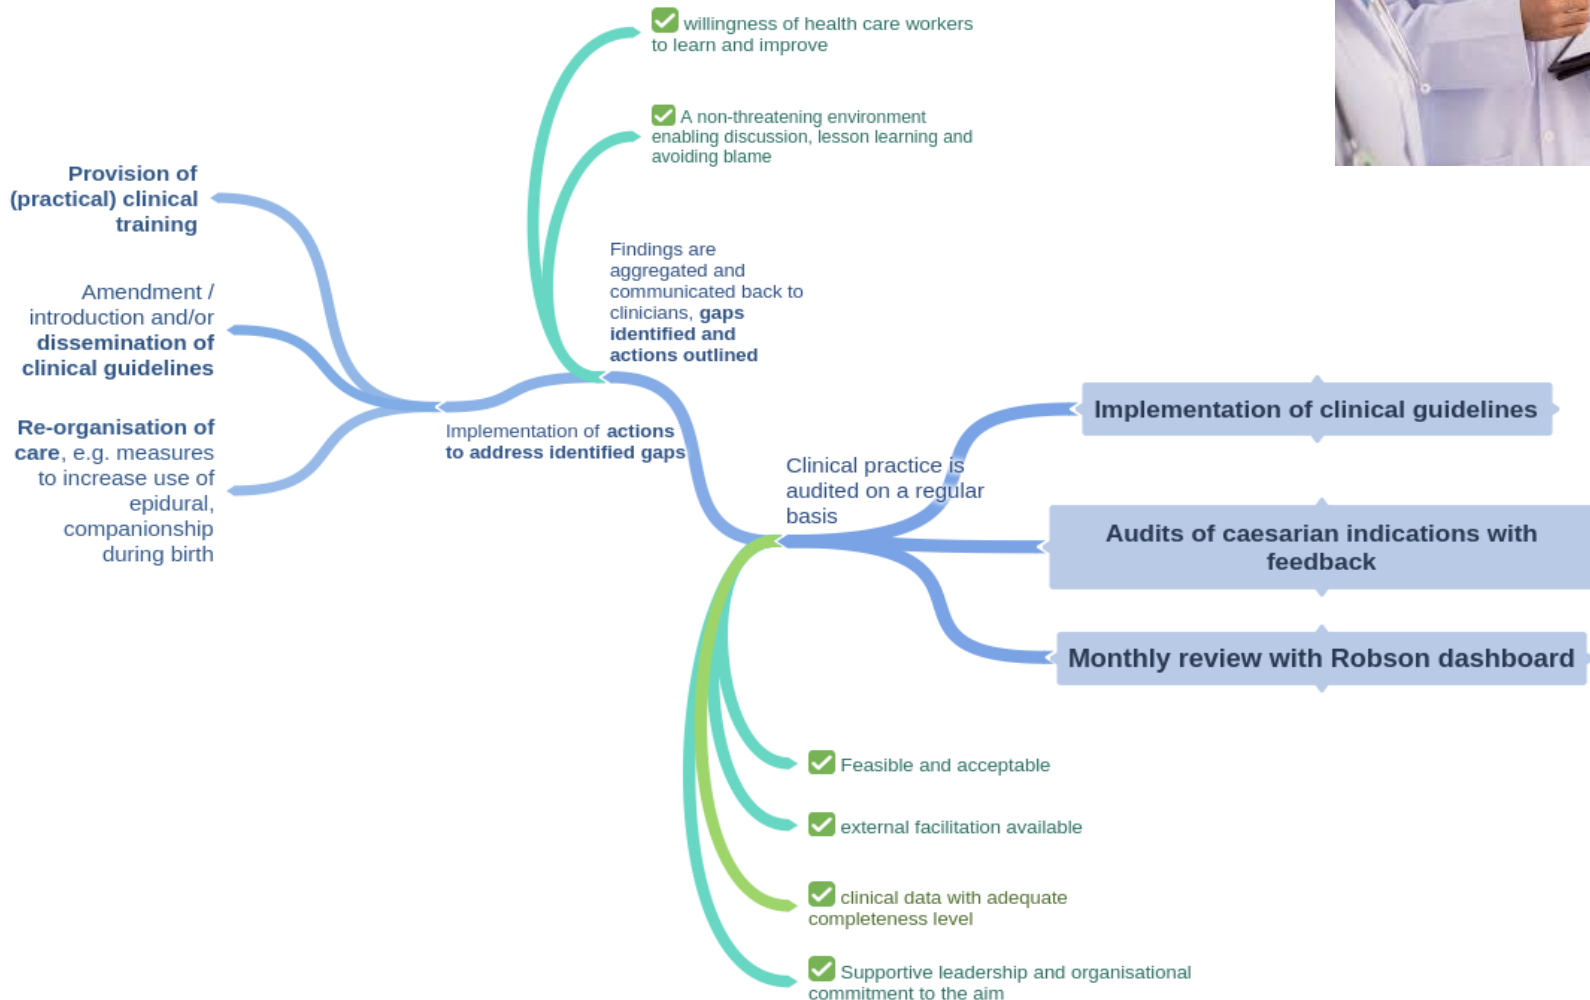 willingness of health care workers
to learn and improve
A non-threatening environment
enabling discussion, lesson learning and
avoiding blame
Provision of
(practical) clinical
training
Amendment /
introduction and/or
dissemination of
clinical guidelines
Re-organisation of
care, e.g. measures
to increase use of
epidural,
companionship
during birth
Findings are
aggregated and
communicated back to
clinicians, gaps
identified and
actions outlined
Implementation of actions
to address identified gaps
Clinical practice is
audited on a regular
basis
Implementation of clinical guidelines
Audits of caesarian indications with
feedback
Monthly review with Robson dashboard
Feasible and acceptable
external facilitation available
clinical data with adequate
completeness level
Supportive leadership and organisational
commitment to the aim